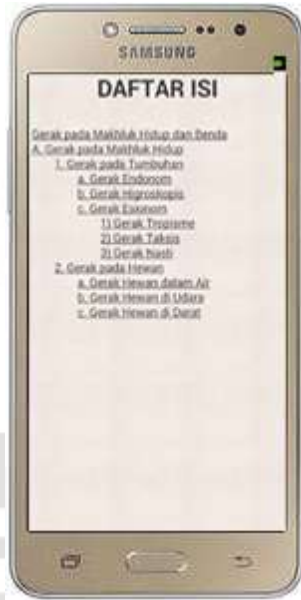 SAMSUNG
DAFTAR ISI
Gerak pada Makhluk Hidup dan Benda
A. Gerak pada Makhluk Hidup
1. Gerak pada Tumbuhan
a. Gerak Endonom
b. Gerak Higroskopis
c. Gerak Esionom
1) Gerak Tropisme
2) Gerak Taksis
3) Gerak Nasti
2. Gerak pada Hewan
a. Gerak Hewan dalam Air
b. Gerak Hewan di Udara
c. Gerak Hewan di Darat